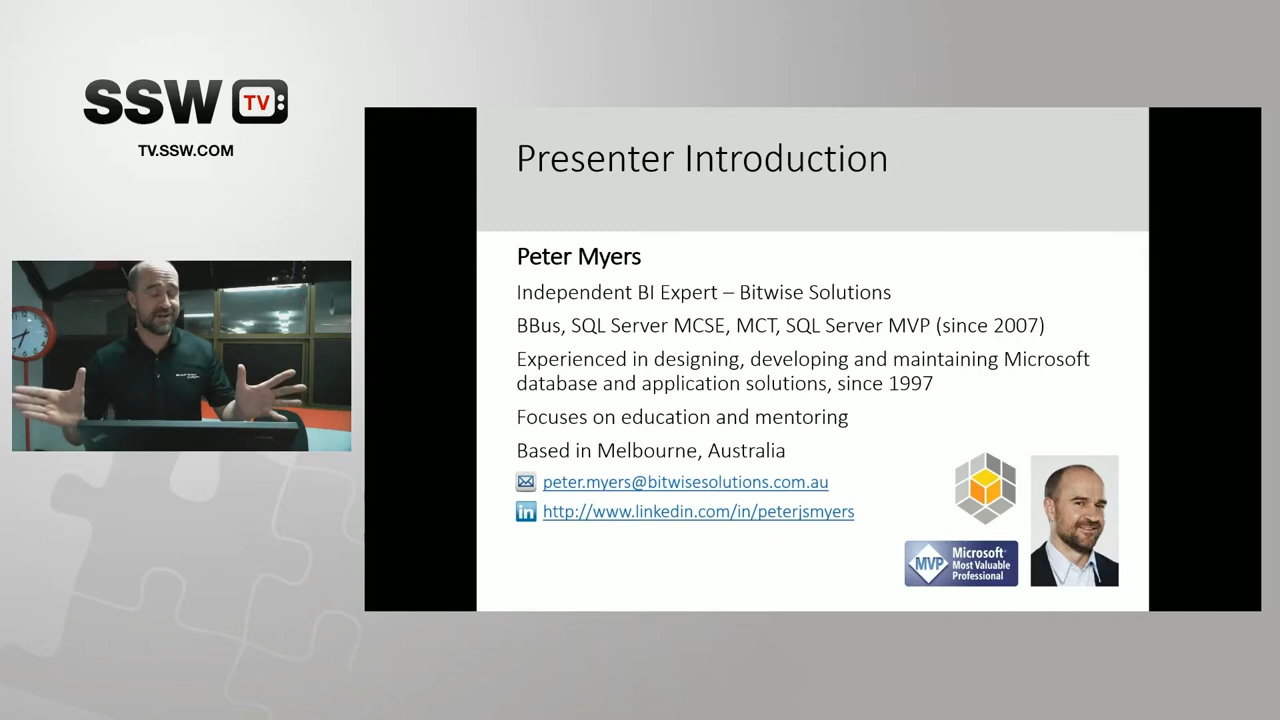 SSW TV
TV.SSW.COM
Presenter Introduction
Peter Myers
Independent BI Expert – Bitwise Solutions
BBus, SQL Server MCSE, MCT, SQL Server MVP (since 2007)
Experienced in designing, developing and maintaining Microsoft
database and application solutions, since 1997
Focuses on education and mentoring
Based in Melbourne, Australia
peter.myers@bitwisesolutions.com.au
in http://www.linkedin.com/in/peterjsmyers
MVP
Microsoft®
Most Valuable
Professional